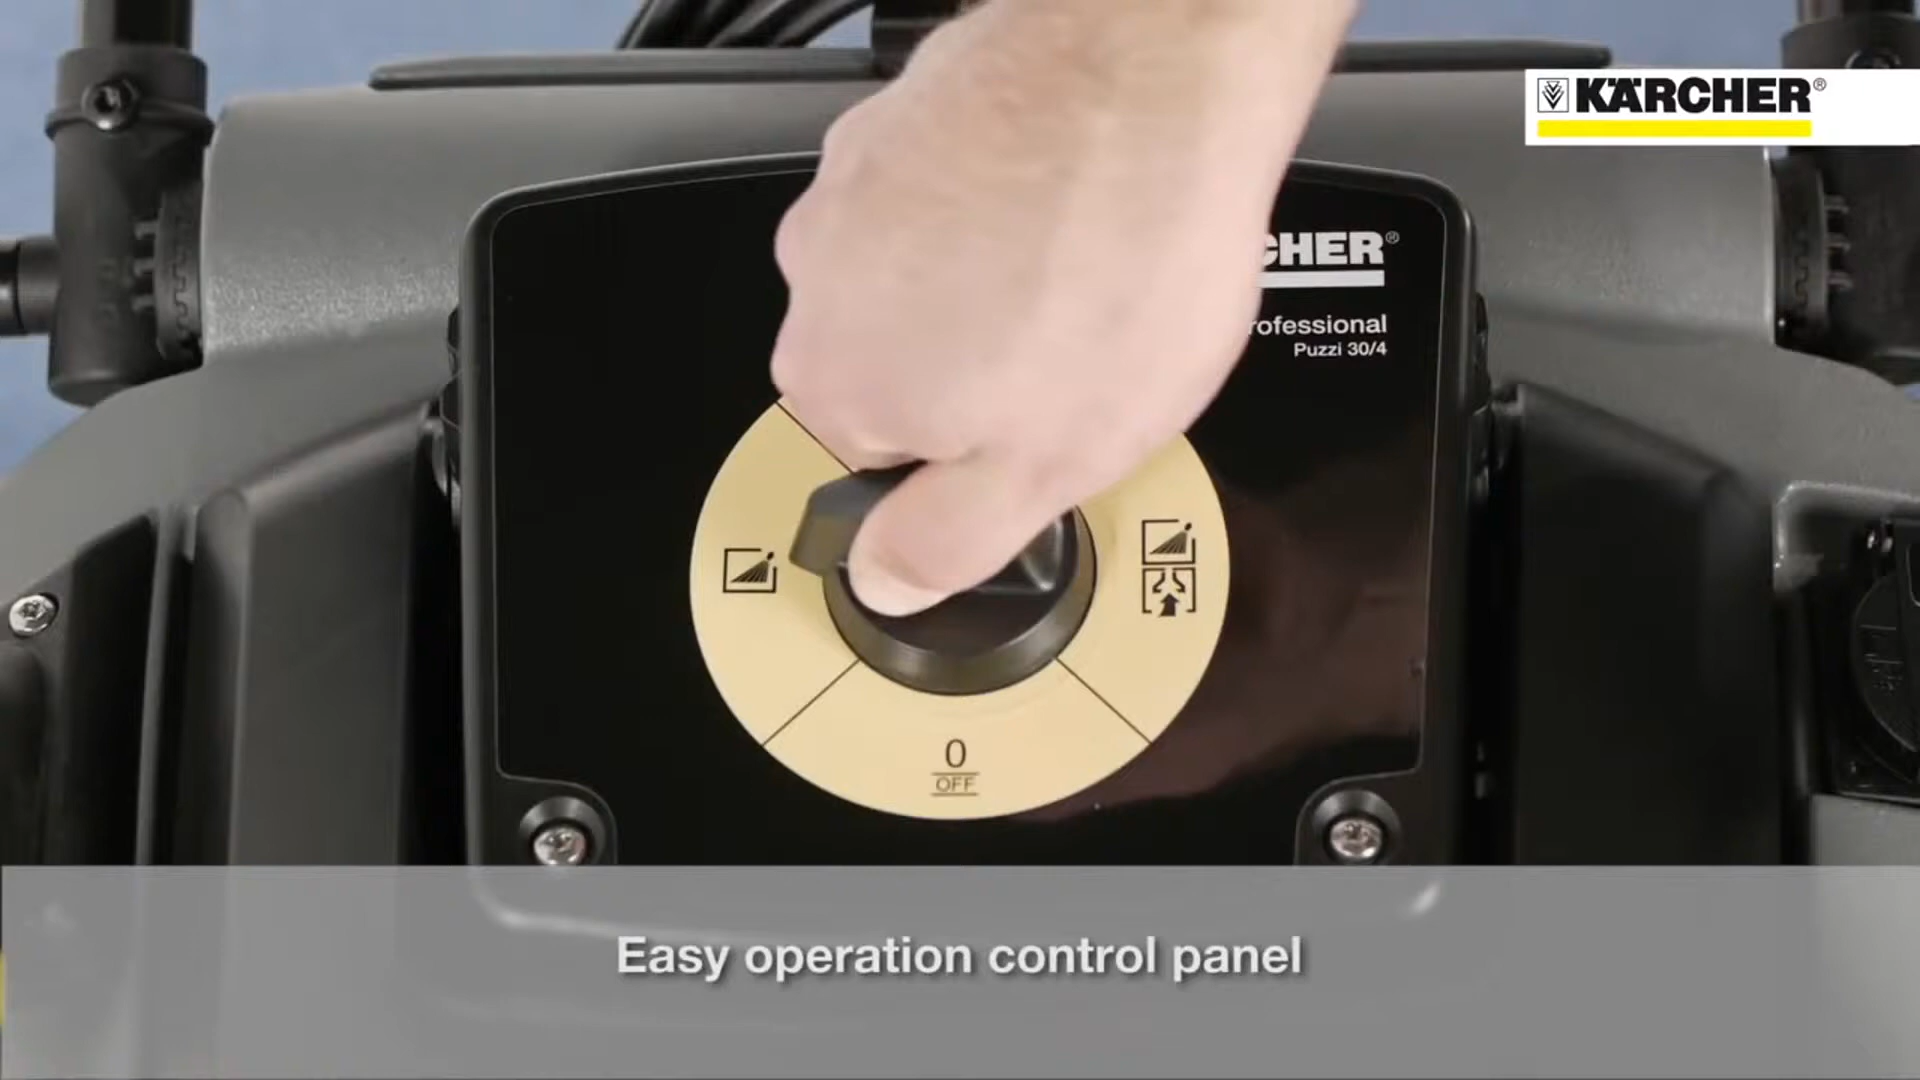 KÄRCHER®
CHER®
rofessional
Puzzi 30/4
0
OFF
Easy operation control panel